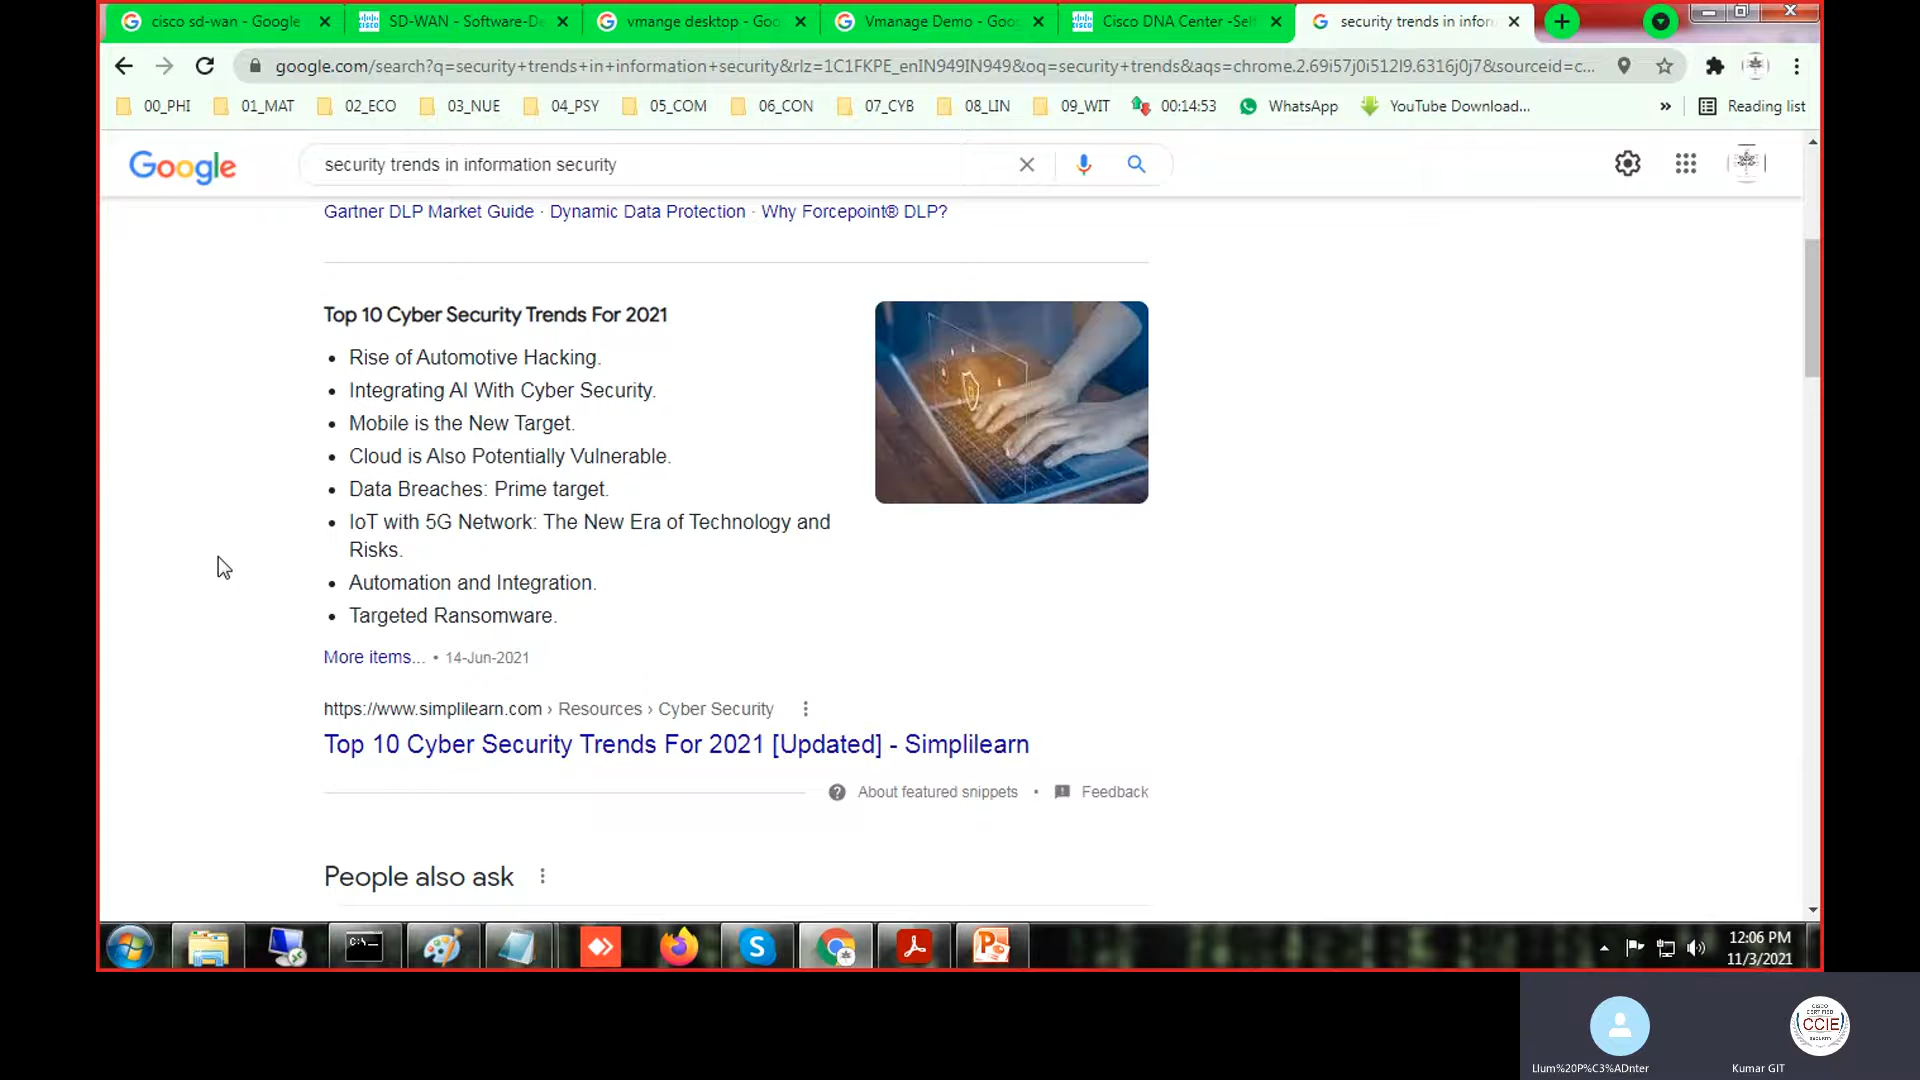 cisco sd-wan - Google
SD-WAN - Software-De
vmange desktop - Goo
Vmanage Demo - Goo
Cisco DNA Center -Self
security trends in infor
google.com/search?q=security+trends+in+information+security&rlz=1C1FKPE_enIN949IN949&oq=security+trends&aqs=chrome.2.69i57j0i512l9.6316j0j7&sourceid=c...
00_PHI
01_MAT
02_ECO
03_NUE
04_PSY
05_COM
06_CON
07_CYB
08_LIN
09_WIT
00:14:53
WhatsApp
YouTube Download...
»
Reading list
Google
security trends in information security
Gartner DLP Market Guide · Dynamic Data Protection · Why Forcepoint® DLP?
Top 10 Cyber Security Trends For 2021
• Rise of Automotive Hacking.
• Integrating AI With Cyber Security.
• Mobile is the New Target.
• Cloud is Also Potentially Vulnerable.
• Data Breaches: Prime target.
• IoT with 5G Network: The New Era of Technology and
Risks.
• Automation and Integration.
• Targeted Ransomware.
More items... • 14-Jun-2021
https://www.simplilearn.com › Resources › Cyber Security
Top 10 Cyber Security Trends For 2021 [Updated] - Simplilearn
About featured snippets • Feedback
People also ask
12:06 PM
11/3/2021
CISCO
CERTIFIED
CCIE
SECURITY
Llum%20P%C3%ADnter
Kumar GIT